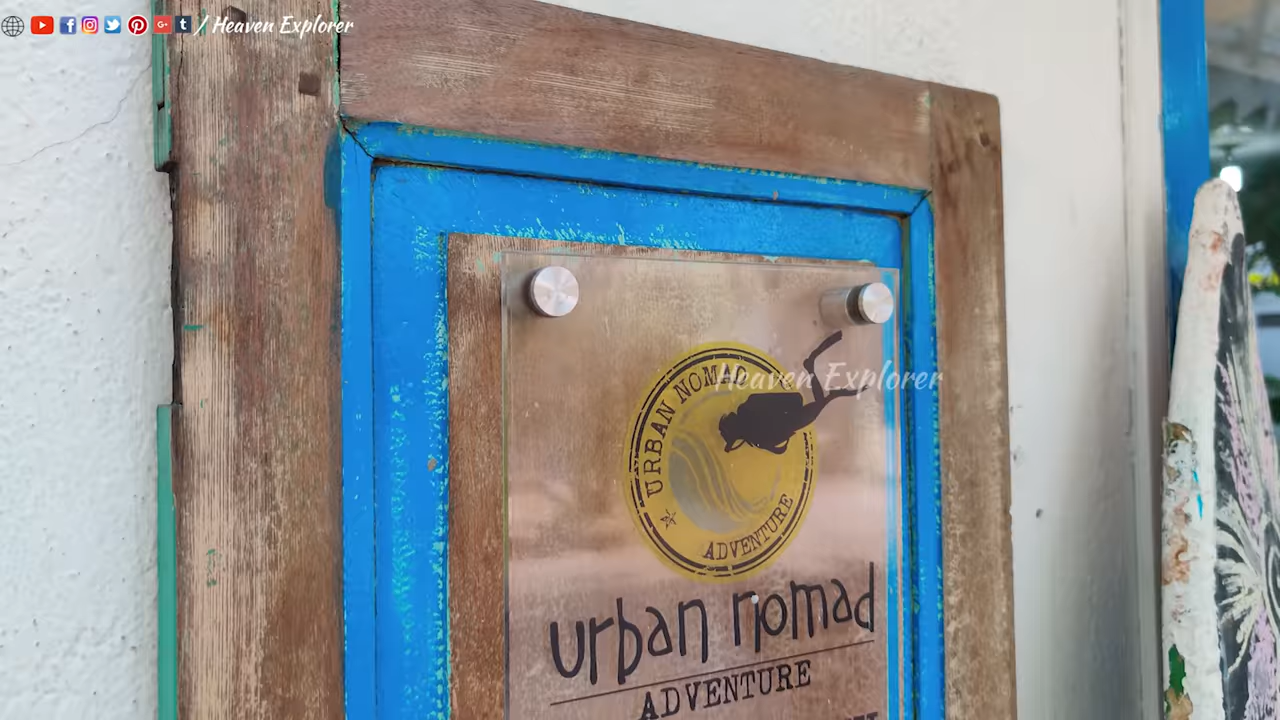 / Heaven Explorer
URBAN NOMAD
Heaven Explorer
ADVENTURE
urban nomad
ADVENTURE